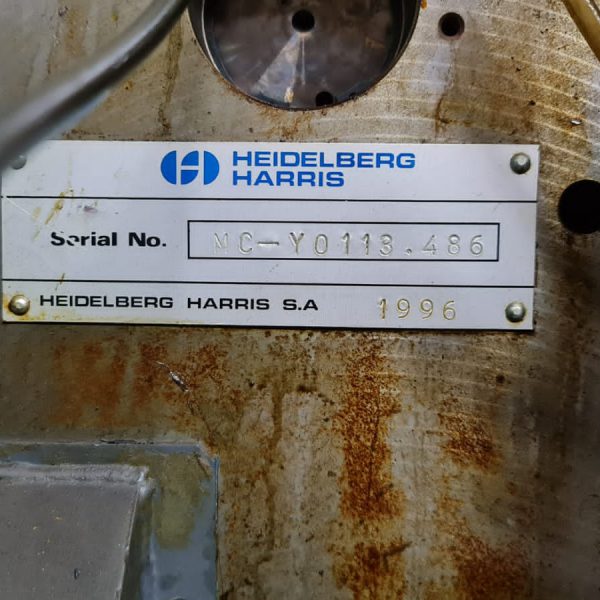 HEIDELBERG
HARRIS
Serial No. MC-Y0113.486
HEIDELBERG HARRIS S.A 1996